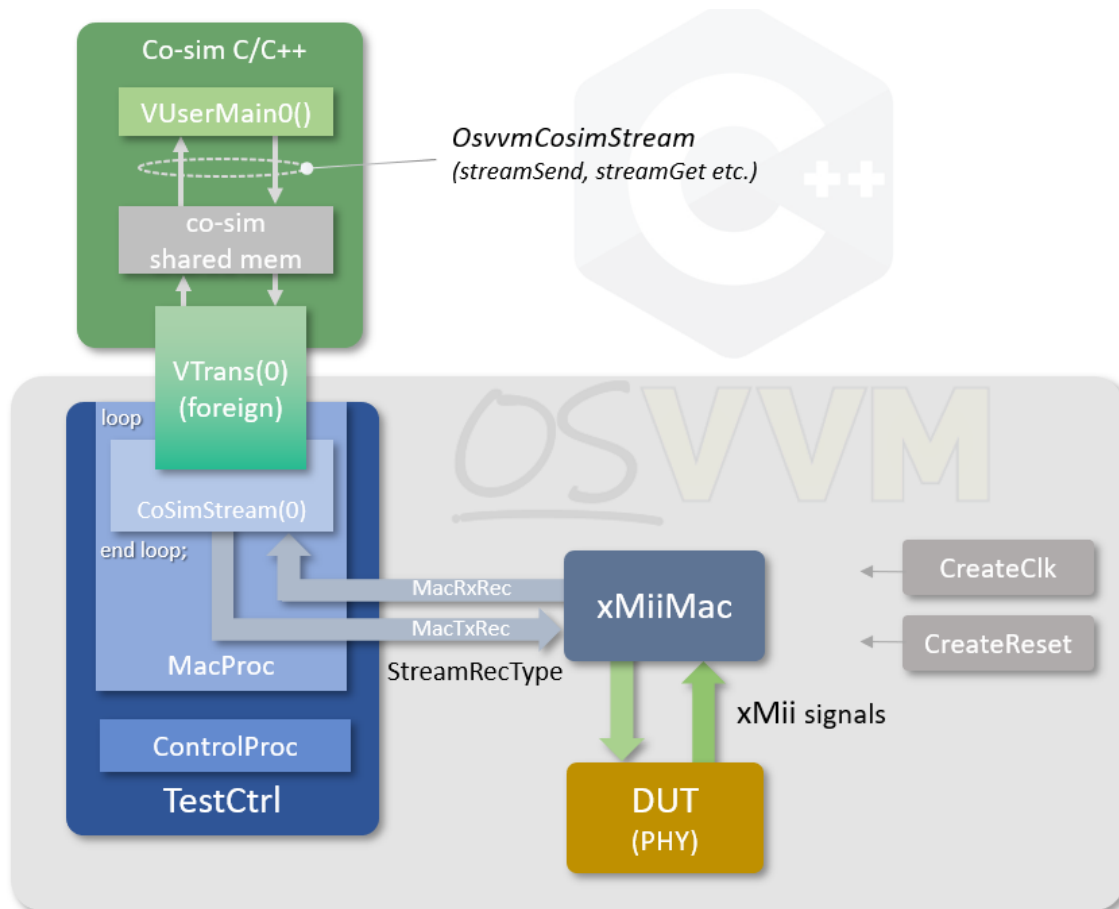 Co-sim C/C++
VUserMain0()
OsvvmCosimStream
(streamSend, streamGet etc.)
C
++
co-sim
shared mem
VTrans(0)
(foreign)
loop
OSVVM
CoSimStream(0)
end loop;
MacRxRec
xMiiMac
CreateClk
MacTxRec
CreateReset
MacProc
StreamRecType
xMii signals
ControlProc
TestCtrl
DUT
(PHY)